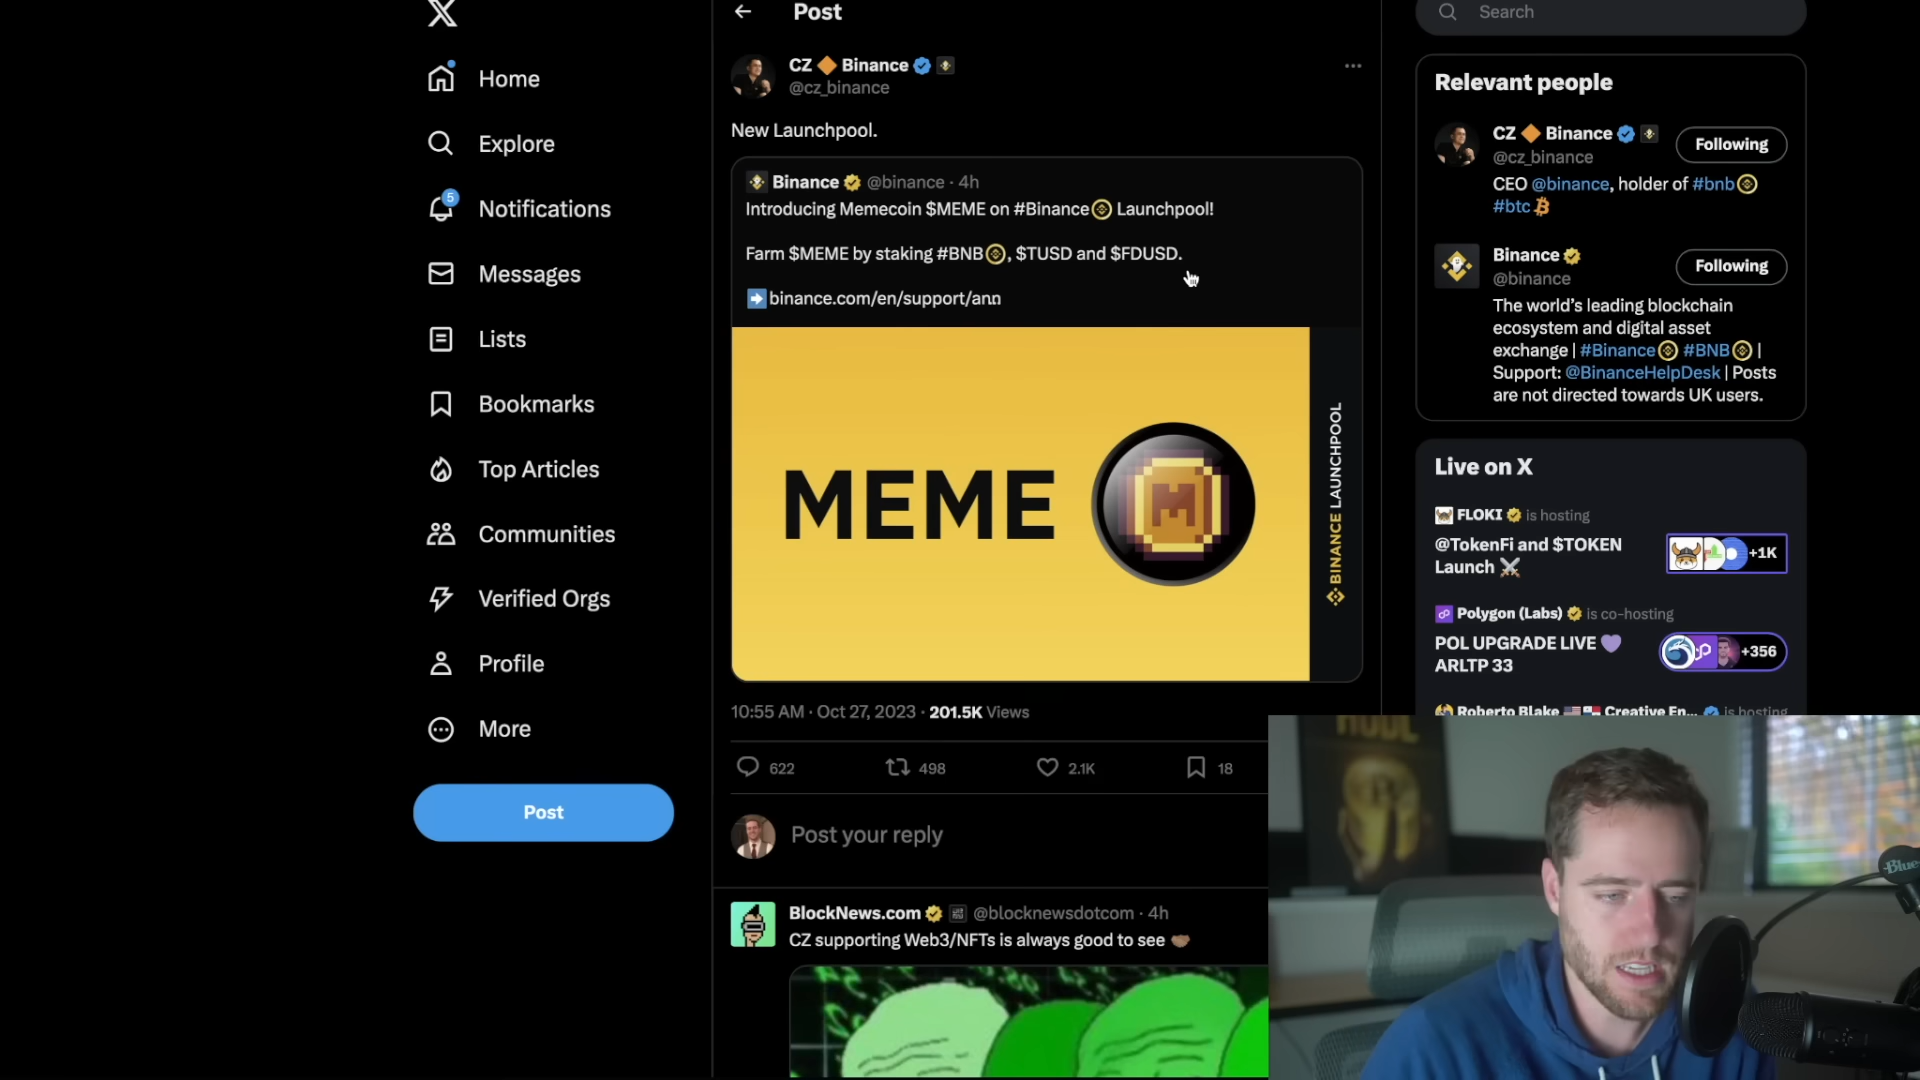 Home
Explore
5
Notifications
Messages
Lists
Bookmarks
Top Articles
Communities
Verified Orgs
Profile
More
Post
Post
CZ Binance
@cz_binance
New Launchpool.
Binance @binance · 4h
Introducing Memecoin $MEME on #Binance Launchpool!
Farm $MEME by staking #BNB, $TUSD and $FDUSD.
binance.com/en/support/ann
MEME
M
BINANCE LAUNCHPOOL
10:55 AM · Oct 27, 2023 · 201.5K Views
622
498
2.1K
18
Post your reply
BlockNews.com @blocknewsdotcom · 4h
CZ supporting Web3/NFTs is always good to see
Search
Relevant people
CZ Binance
@cz_binance
Following
CEO @binance, holder of #bnb
#btc
Binance
@binance
Following
The world's leading blockchain
ecosystem and digital asset
exchange | #Binance #BNB |
Support: @BinanceHelpDesk | Posts
are not directed towards UK users.
Live on X
FLOKI is hosting
@TokenFi and $TOKEN
Launch
+1K
Polygon (Labs) is co-hosting
POL UPGRADE LIVE
ARLTP 33
+356
Roberto Blake Creative En... is hosting
HODL
Blue